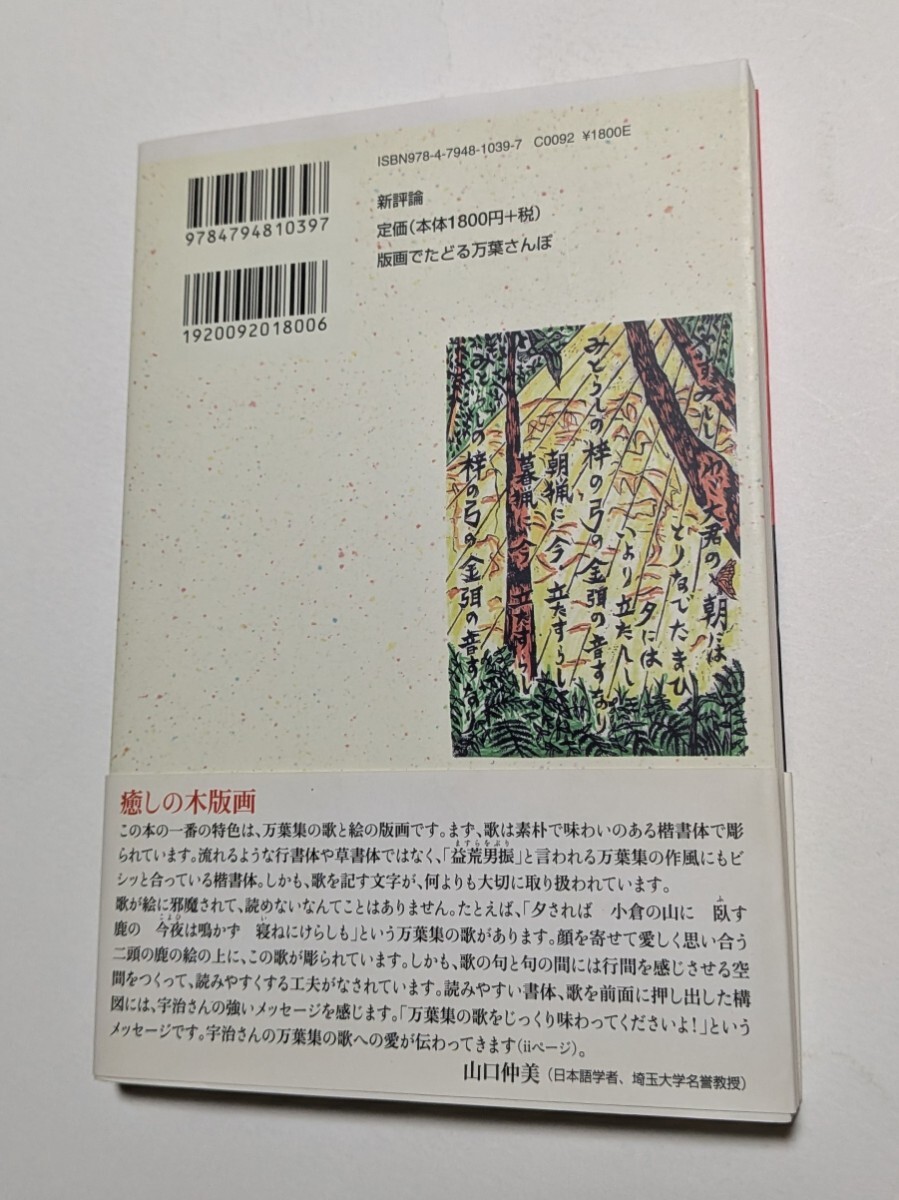 ISBN978-4-7948-1039-7 C0092 ¥1800E
9784794810397
新評論
定価(本体1800円+税)
版画でたどる万葉さんぽ
1920092018006
やすみしし わご大君の 朝には
とりなでたまひ
夕には
いより立たしし
みとらしの 梓の弓の 金弭の音すなり
朝猟に 今 立たすらし
暮猟に 今 立たすらし
みとらしの 梓の弓の 金弭の音すなり
癒しの木版画
この本の一番の特色は、万葉集の歌と絵の版画です。まず、歌は素朴で味わいのある楷書体で彫
られています。流れるような行書体や草書体ではなく、「益荒男振」と言われる万葉集の作風にもビ
ますらをぶり
シッと合っている楷書体。しかも、歌を記す文字が、何よりも大切に取り扱われています。
歌が絵に邪魔されて、読めないなんてことはありません。たとえば、「夕されば 小倉の山に 臥す
ふ
鹿の 今夜は鳴かず 寝ねにけらしも」という万葉集の歌があります。顔を寄せて愛しく思い合う
こよひ い
二頭の鹿の絵の上に、この歌が彫られています。しかも、歌の句と句の間には行間を感じさせる空
間をつくって、読みやすくする工夫がなされています。読みやすい書体、歌を前面に押し出した構
図には、宇治さんの強いメッセージを感じます。「万葉集の歌をじっくり味わってくださいよ!」という
メッセージです。宇治さんの万葉集の歌への愛が伝わってきます(iiページ)。
山口仲美(日本語学者、埼玉大学名誉教授)